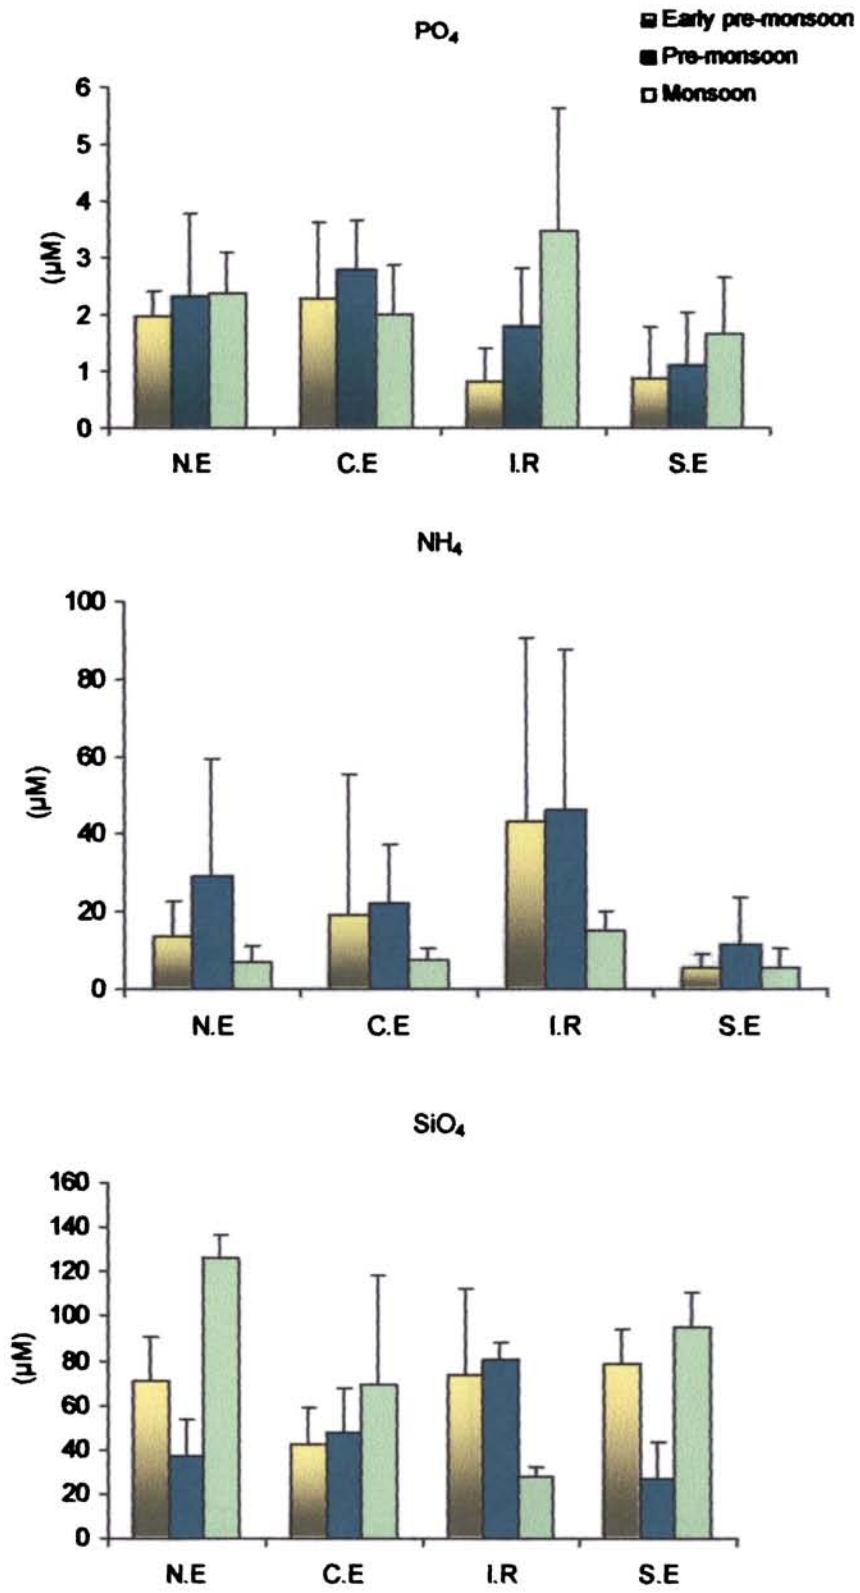 PO₄
Early pre-monsoon
Pre-monsoon
Monsoon
6
5
4
3
2
1
0
(µM)
N.E C.E I.R S.E
NH₄
100
80
60
40
20
0
(µM)
N.E C.E I.R S.E
SiO₄
160
140
120
100
80
60
40
20
0
(µM)
N.E C.E I.R S.E